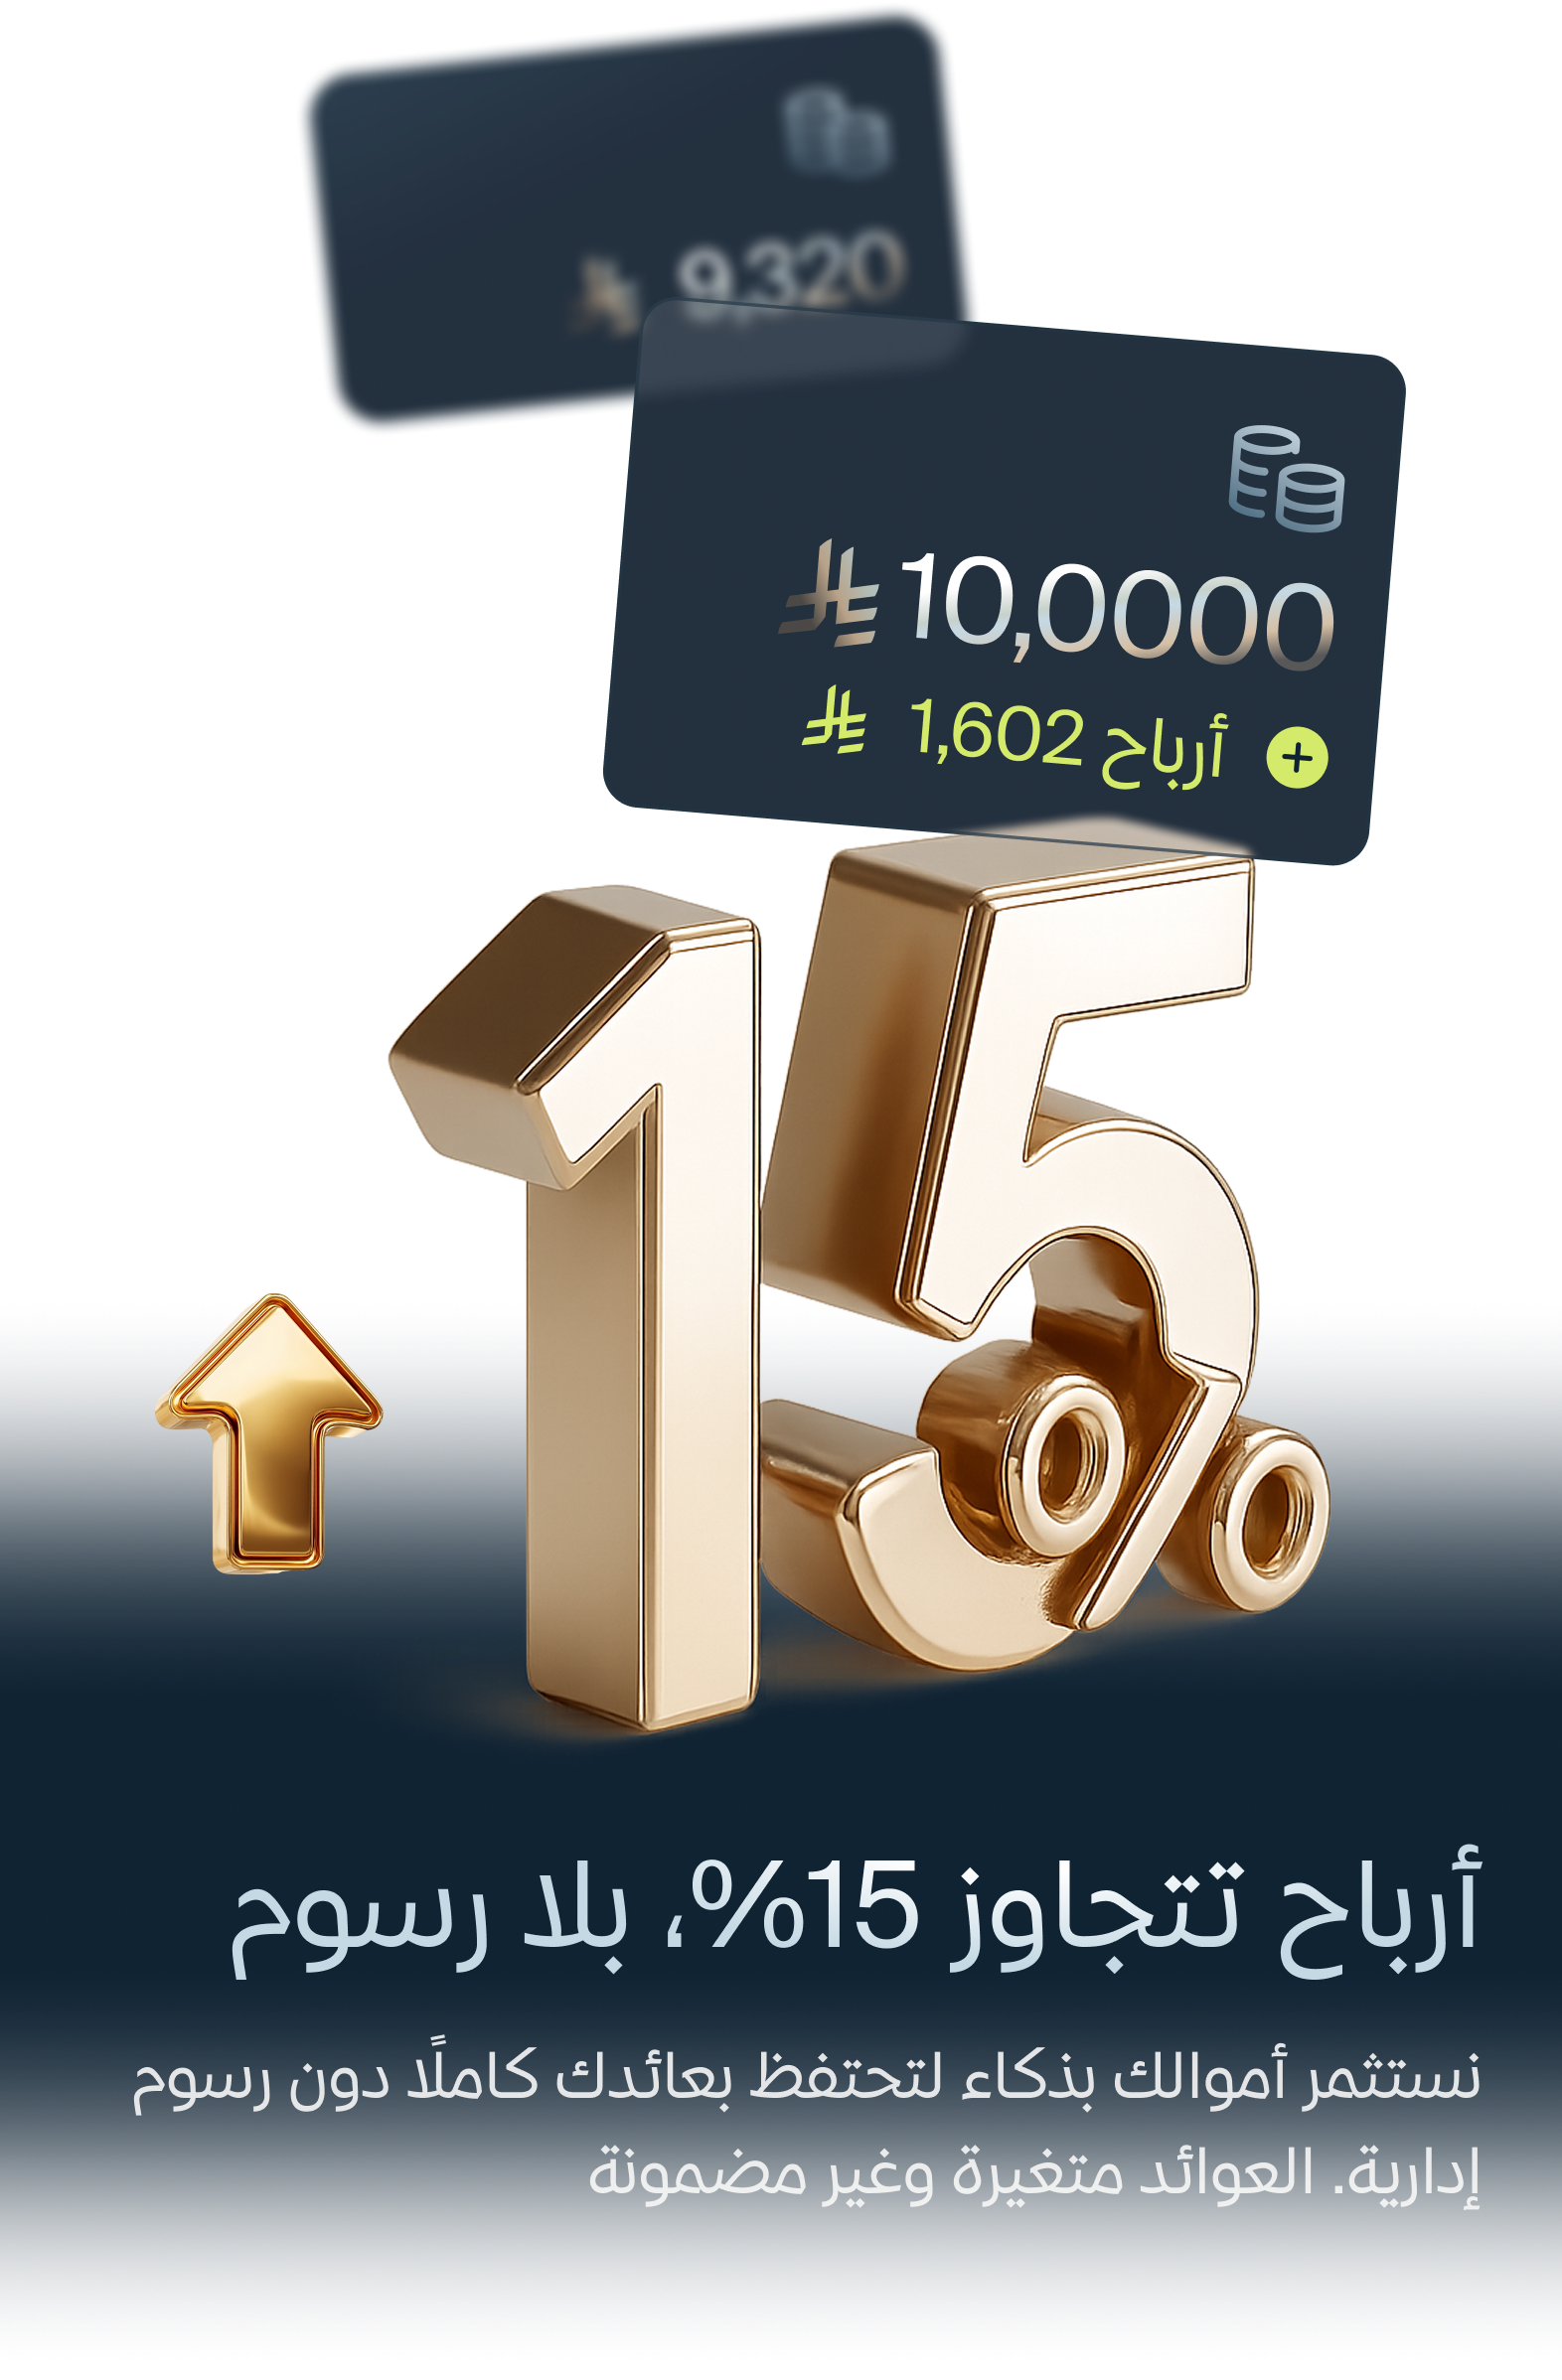 9,320
10,0000
أرباح 1,602
15%
أرباح تتجاوز 15%، بلا رسوم
نستثمر أموالك بذكاء لتحتفظ بعائدك كاملًا دون رسوم
إدارية. العوائد متغيرة وغير مضمونة